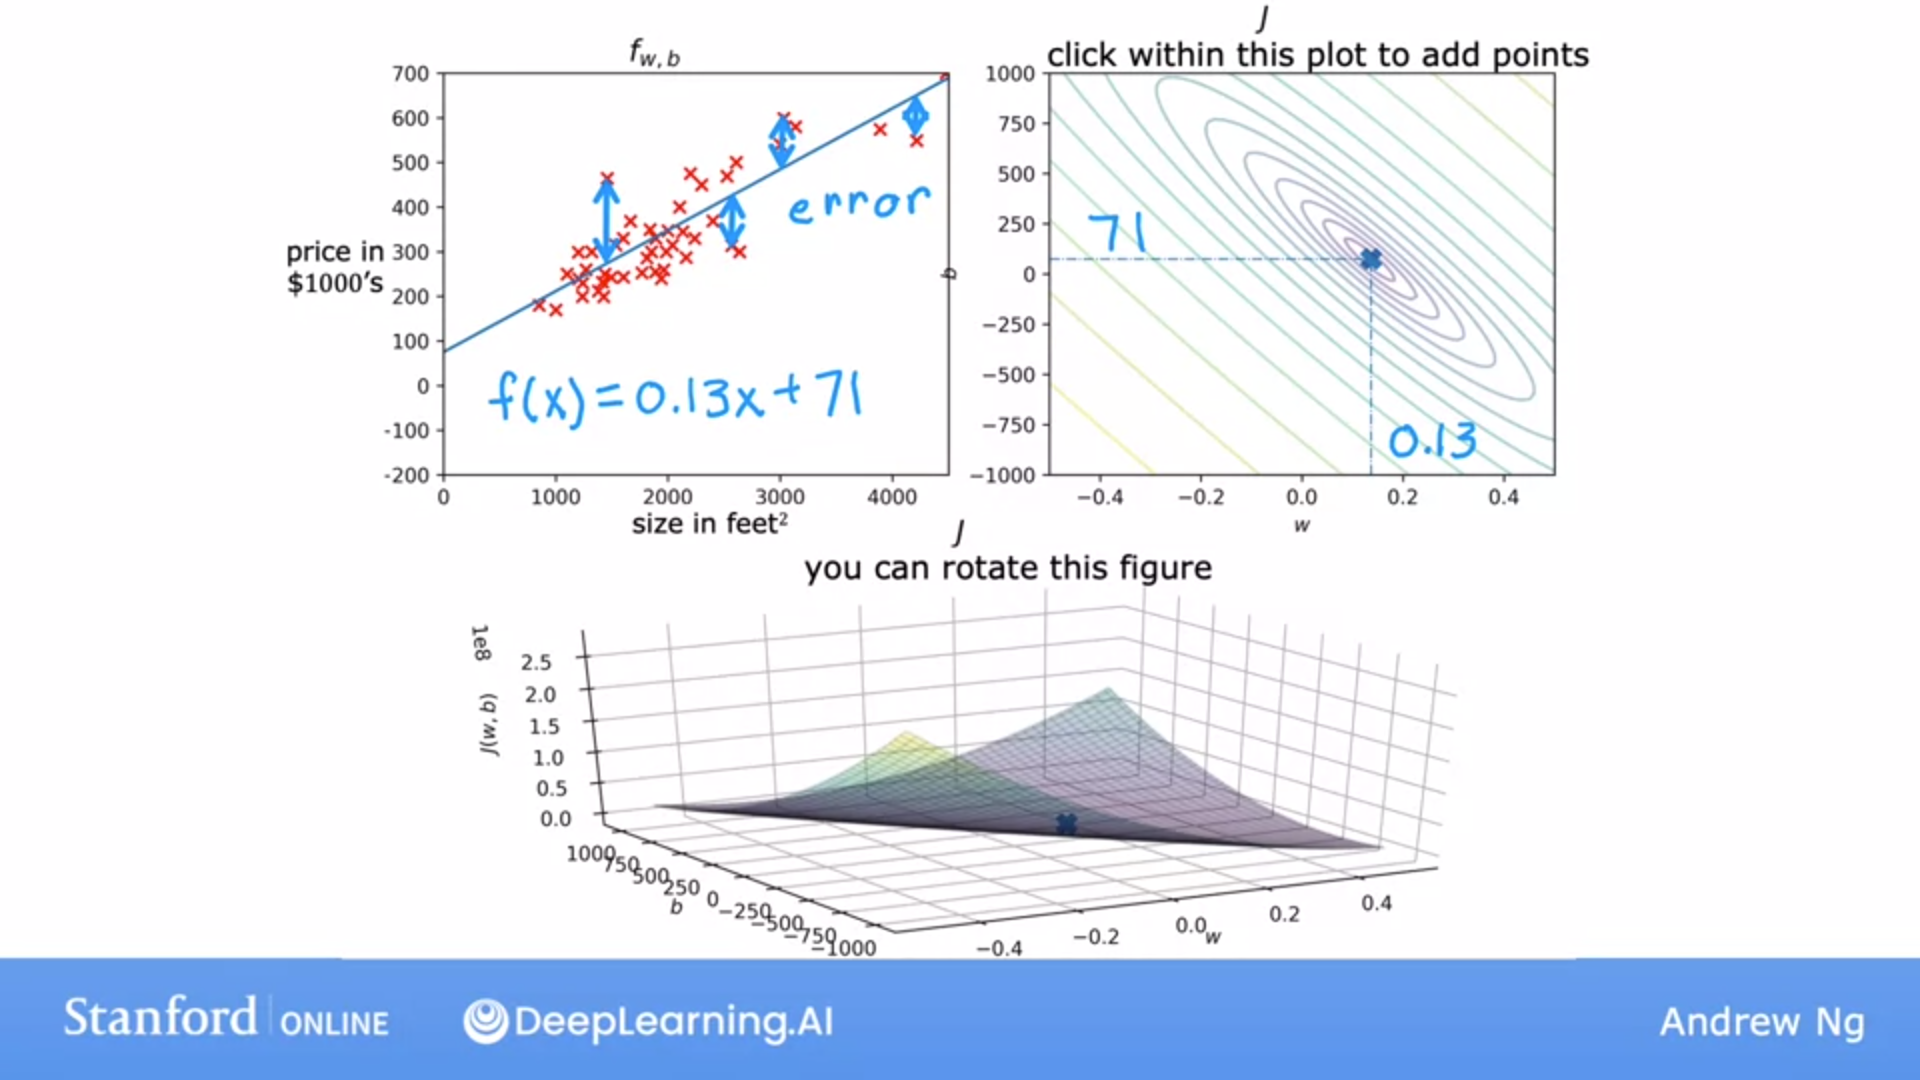 f w, b
700
600
500
400
300
200
100
0
-100
-200
price in
$1000's
error
f(x) = 0.13x + 71
0 1000 2000 3000 4000
size in feet²
J
click within this plot to add points
1000
750
500
250
0
−250
−500
−750
−1000
b
71
0.13
−0.4 −0.2 0.0 0.2 0.4
w
J
you can rotate this figure
1e8
2.5
2.0
1.5
1.0
0.5
0.0
J(w, b)
1000 750 500 250 0 −250 −500 −750 −1000
b
−0.4 −0.2 0.0 0.2 0.4
w
Stanford ONLINE DeepLearning.AI Andrew Ng